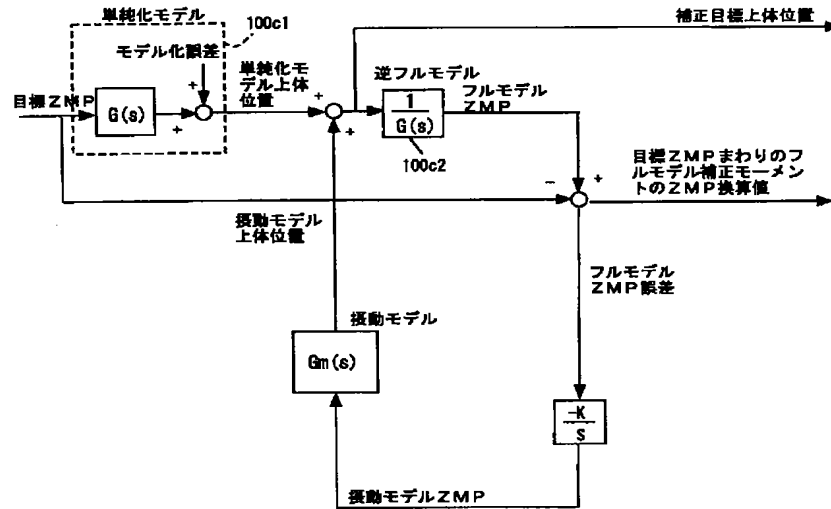 単純化モデル
100c1
モデル化誤差
補正目標上体位置
単純化モ
デル上体
位置
逆フルモデル
フルモデル
ZMP
目標ZMP
+
+
G(s)
+
+
1
G(s)
100c2
+
−
目標ZMPまわりのフ
ルモデル補正モーメン
トのZMP換算値
摂動モデル
上体位置
フルモデル
ZMP誤差
摂動モデル
Gm(s)
-K
S
摂動モデルZMP